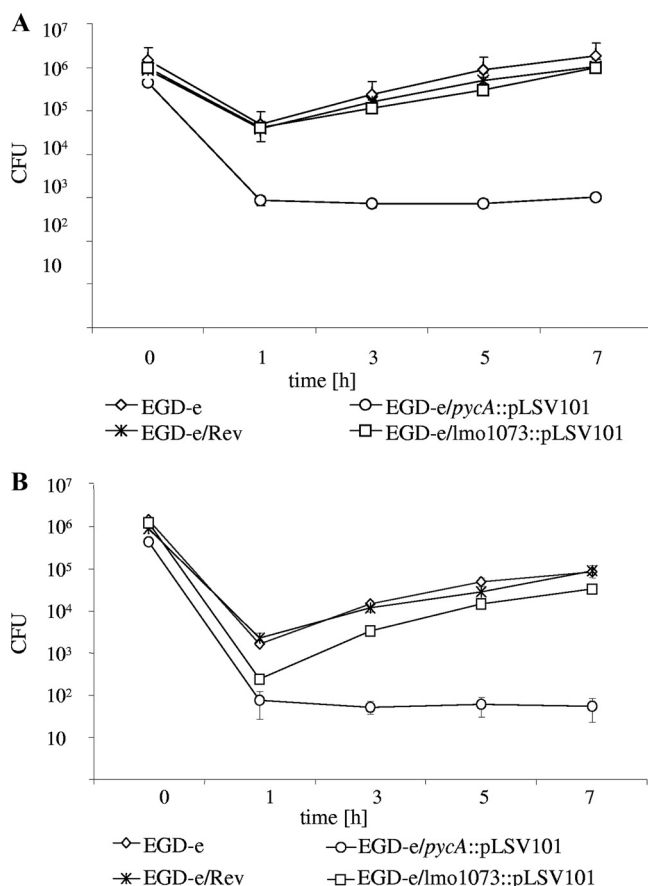 A
10⁷
10⁶
10⁵
10⁴
10³
10²
10
CFU
0 1 3 5 7
time [h]
EGD-e
EGD-e/pycA::pLSV101
EGD-e/Rev
EGD-e/lmo1073::pLSV101
B
10⁷
10⁶
10⁵
10⁴
10³
10²
10
CFU
0 1 3 5 7
time [h]
EGD-e
EGD-e/pycA::pLSV101
EGD-e/Rev
EGD-e/lmo1073::pLSV101